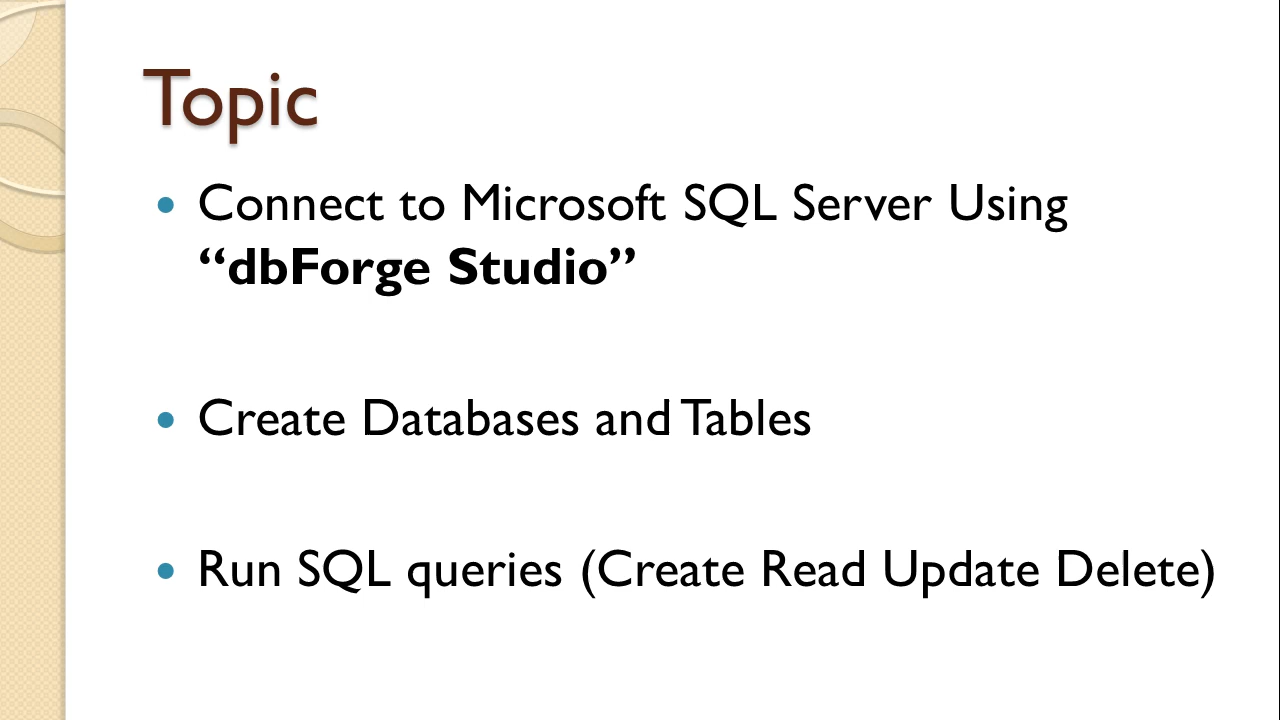 Topic
• Connect to Microsoft SQL Server Using
“dbForge Studio”
• Create Databases and Tables
• Run SQL queries (Create Read Update Delete)